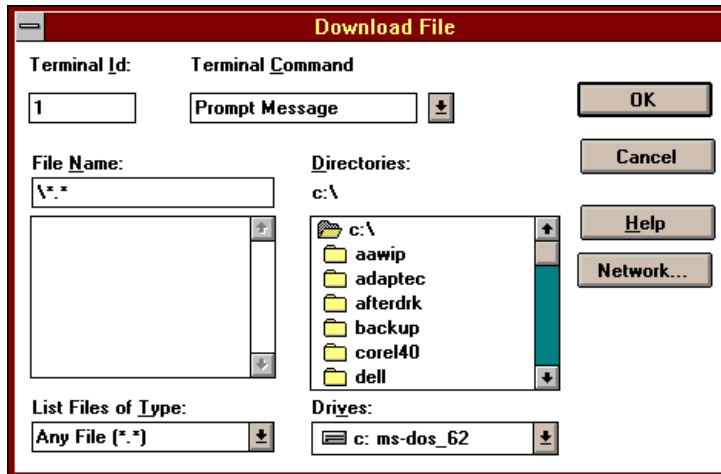 Download File
Terminal Id:
Terminal Command
1
Prompt Message
OK
Cancel
Help
Network...
File Name:
\*.*
Directories:
c:\
c:\
aawip
adaptec
afterdrk
backup
corel40
dell
List Files of Type:
Any File (*.*)
Drives:
c: ms-dos_62